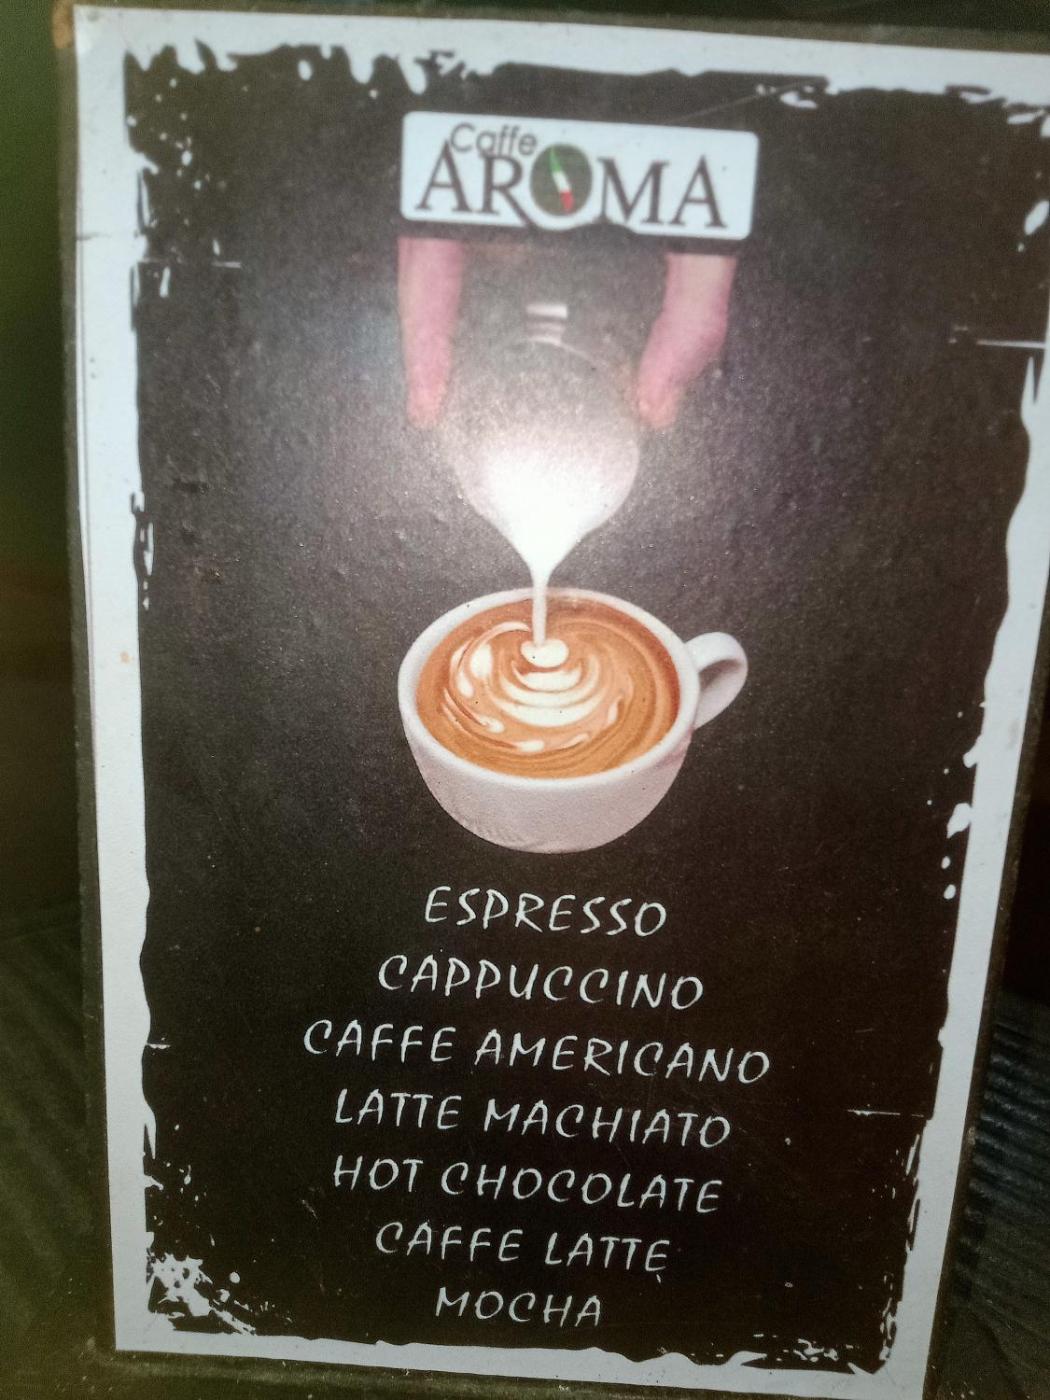 Caffe
AROMA
ESPRESSO
CAPPUCCINO
CAFFE AMERICANO
LATTE MACHIATO
HOT CHOCOLATE
CAFFE LATTE
MOCHA